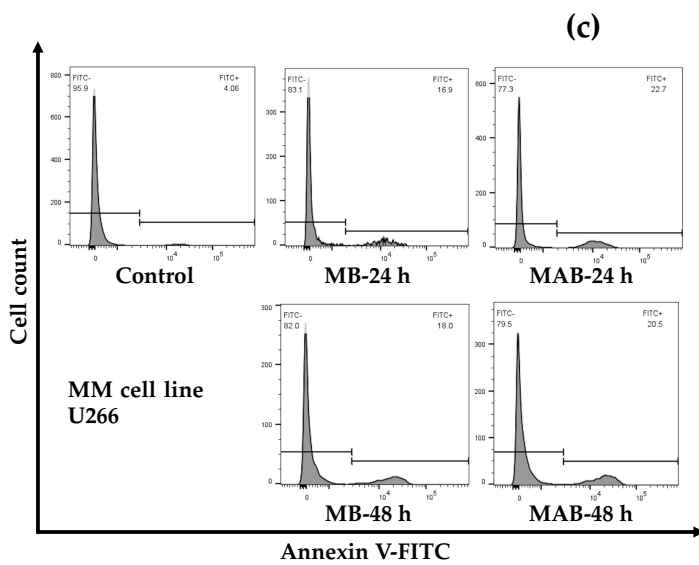 (c)
FITC- FITC+
95.9 4.06
800
600
400
200
0
0 10^4 10^5
Control
FITC- FITC+
83.1 16.9
300
200
100
0
0 10^4 10^5
MB-24 h
FITC- FITC+
77.3 22.7
600
400
200
0
0 10^4 10^5
MAB-24 h
MM cell line
U266
FITC- FITC+
82.0 18.0
300
200
100
0
0 10^4 10^5
MB-48 h
FITC- FITC+
79.5 20.5
300
200
100
0
0 10^4 10^5
MAB-48 h
Cell count
Annexin V-FITC